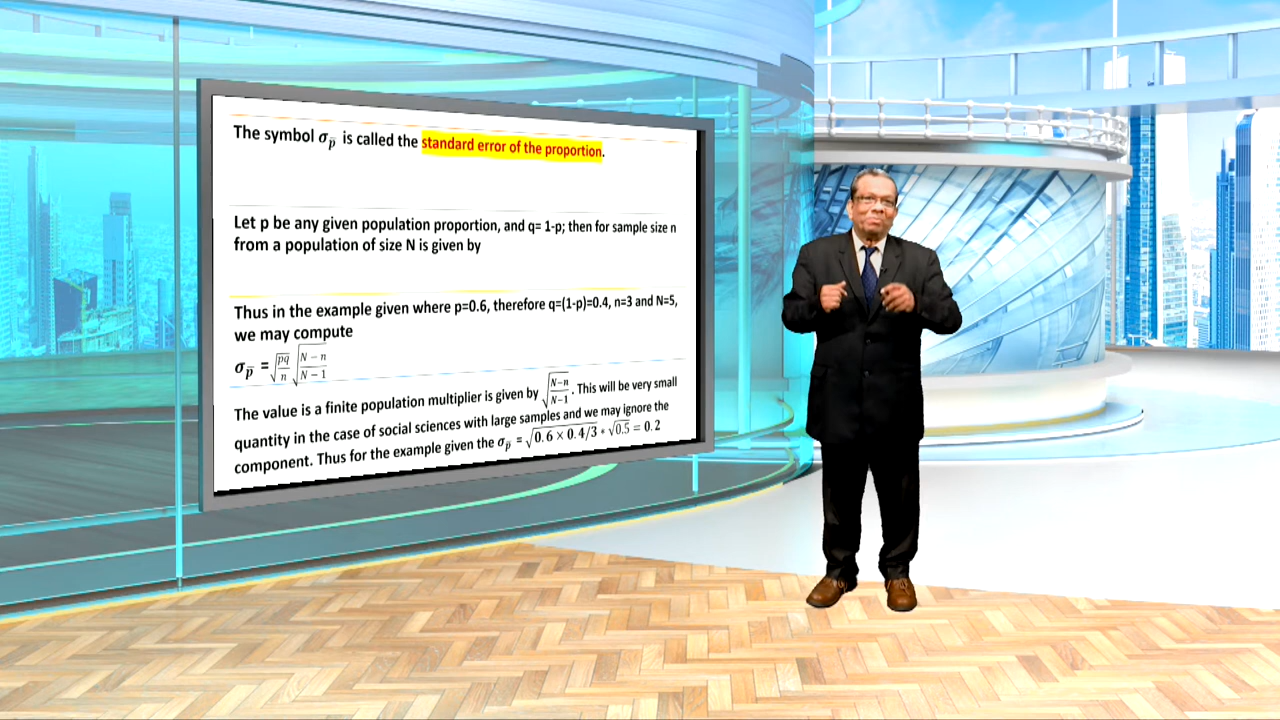 The symbol σ_p̅ is called the standard error of the proportion.
Let p be any given population proportion, and q= 1-p; then for sample size n
from a population of size N is given by
Thus in the example given where p=0.6, therefore q=(1-p)=0.4, n=3 and N=5,
we may compute
σ_p̅ =√(pq/n) √(N − n/N − 1)
The value is a finite population multiplier is given by √(N−n/N−1). This will be very small
quantity in the case of social sciences with large samples and we may ignore the
component. Thus for the example given the σ_p̅ = √0.6 × 0.4/3 * √0.5 = 0.2